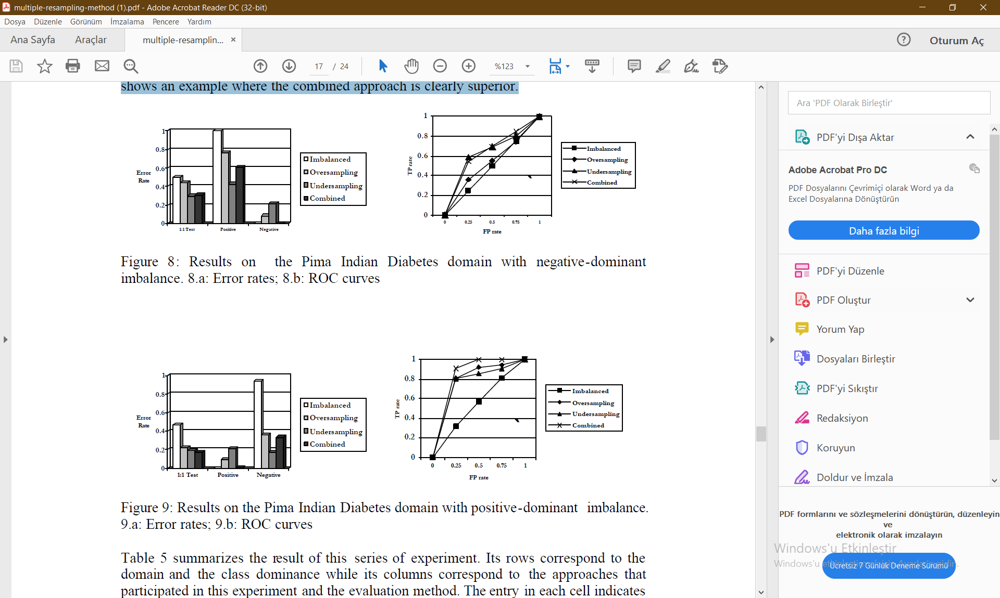 multiple-resampling-method (1).pdf - Adobe Acrobat Reader DC (32-bit)
Dosya Düzenle Görünüm İmzalama Pencere Yardım
Ana Sayfa Araçlar multiple-resamplin... × Oturum Aç
17 / 24 %123
shows an example where the combined approach is clearly superior.
Error Rate
1
0.8
0.6
0.4
0.2
0
1:1 Test Positive Negative
Imbalanced
Oversampling
Undersampling
Combined
TP rate
1
0.8
0.6
0.4
0.2
0
0 0.25 0.5 0.75 1
FP rate
Imbalanced
Oversampling
Undersampling
Combined
Figure 8: Results on the Pima Indian Diabetes domain with negative-dominant
imbalance. 8.a: Error rates; 8.b: ROC curves
Error Rate
1
0.8
0.6
0.4
0.2
0
1:1 Test Positive Negative
Imbalanced
Oversampling
Undersampling
Combined
TP rate
1
0.8
0.6
0.4
0.2
0
0 0.25 0.5 0.75 1
FP rate
Imbalanced
Oversampling
Undersampling
Combined
Figure 9: Results on the Pima Indian Diabetes domain with positive-dominant imbalance.
9.a: Error rates; 9.b: ROC curves
Table 5 summarizes the result of this series of experiment. Its rows correspond to the
domain and the class dominance while its columns correspond to the approaches that
participated in this experiment and the evaluation method. The entry in each cell indicates
Ara 'PDF Olarak Birleştir'
PDF'yi Dışa Aktar
Adobe Acrobat Pro DC
PDF Dosyalarını Çevrimiçi olarak Word ya da
Excel Dosyalarına Dönüştürün
Daha fazla bilgi
PDF'yi Düzenle
PDF Oluştur
Yorum Yap
Dosyaları Birleştir
PDF'yi Sıkıştır
Redaksiyon
Koruyun
Doldur ve İmzala
PDF formlarını ve sözleşmelerini dönüştürün, düzenleyin
ve
elektronik olarak imzalayın
Windows'u Etkinleştir
Windows'u etkinleştirmek için Ayarlar'a gidin.
Ücretsiz 7 Günlük Deneme Sürümü